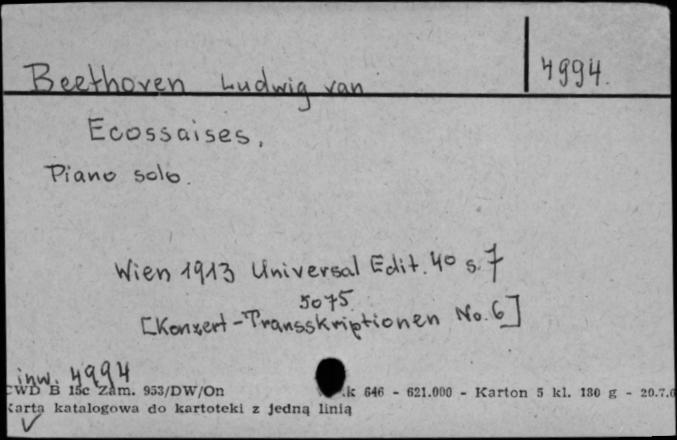 Beethoven Ludwig van
4994.
Ecossaises,
Piano solo.
Wien 1913 Universal Edit. 4° s. 7
5075
[Konzert-Transskriptionen No. 6]
inw. 4994
CWD B 15c Zam. 953/DW/On k 646 - 621.000 - Karton 5 kl. 180 g - 20.7.6
Karta katalogowa do kartoteki z jedną linią